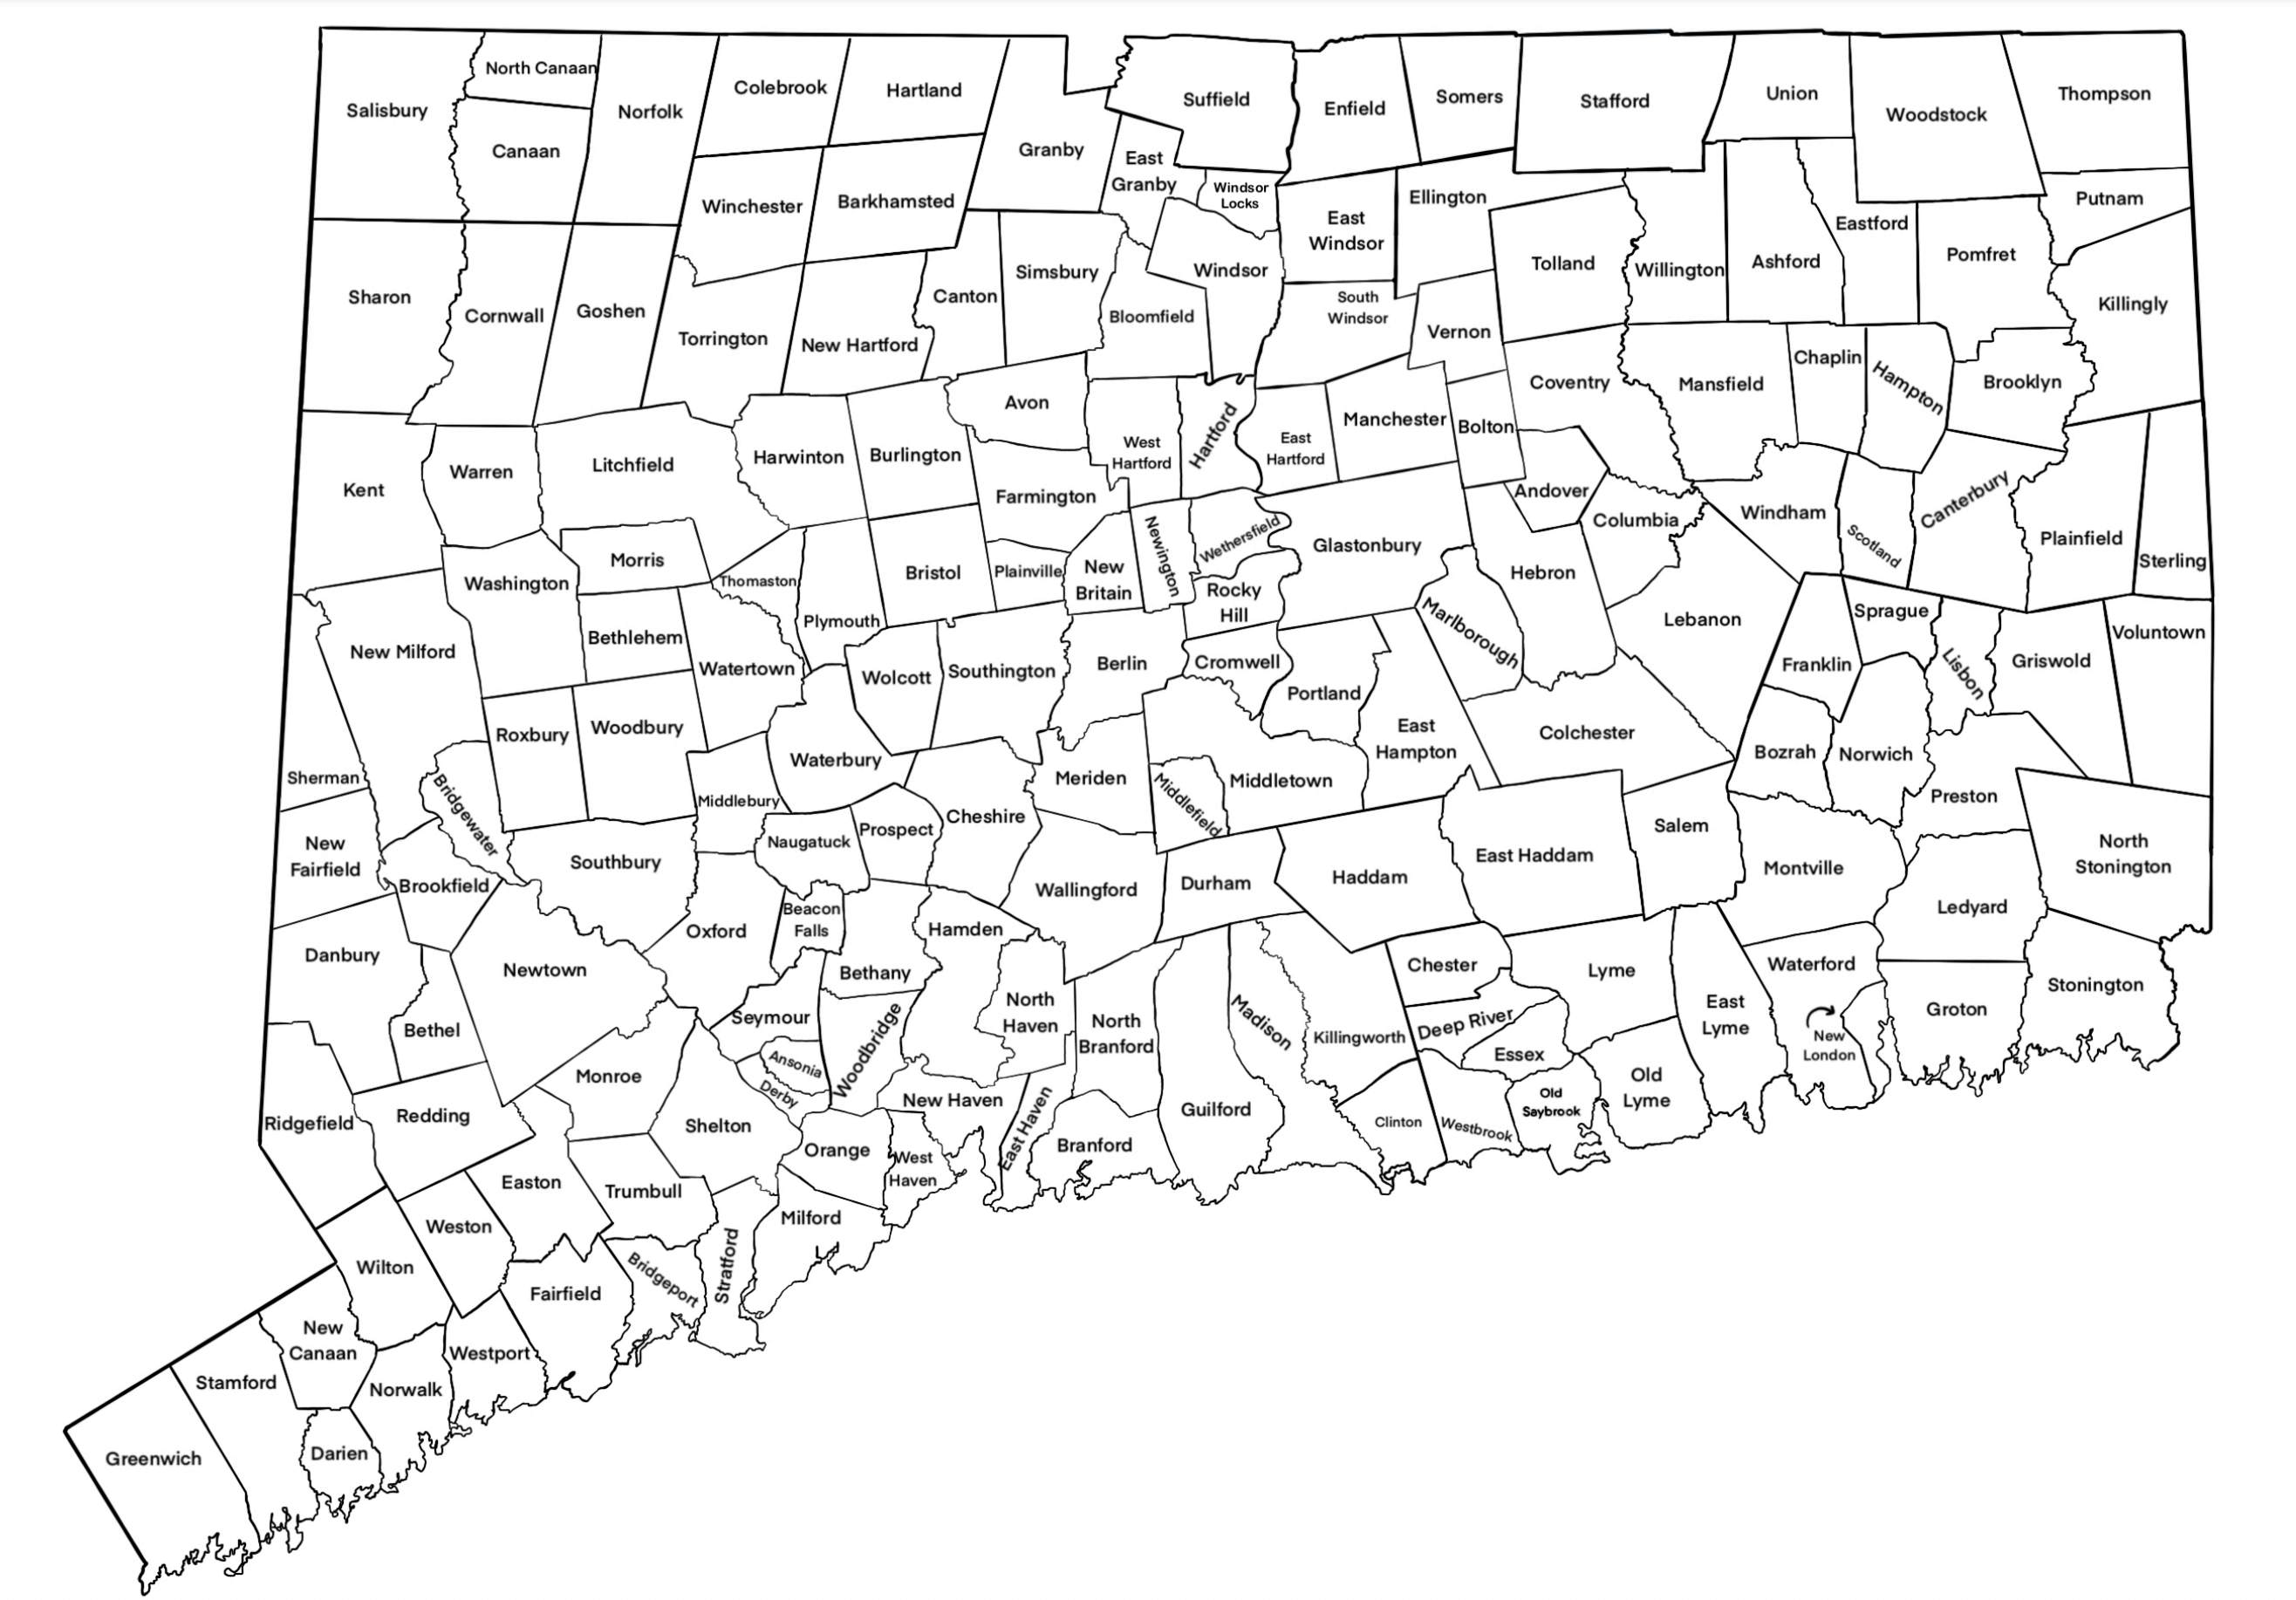 North Canaan
Salisbury
Canaan
Norfolk
Colebrook
Hartland
Granby
Suffield
East
Granby
Windsor
Locks
Enfield
Somers
Stafford
Union
Woodstock
Thompson
Putnam
Winchester
Barkhamsted
East
Windsor
Ellington
Tolland
Willington
Ashford
Eastford
Pomfret
Killingly
Sharon
Cornwall
Goshen
Torrington
New Hartford
Canton
Simsbury
Bloomfield
Windsor
South
Windsor
Vernon
Coventry
Mansfield
Chaplin
Hampton
Brooklyn
Kent
Warren
Litchfield
Harwinton
Burlington
Avon
Farmington
West
Hartford
Hartford
East
Hartford
Manchester
Bolton
Andover
Columbia
Windham
Scotland
Canterbury
Plainfield
Sterling
Washington
Morris
Thomaston
Plymouth
Bristol
Plainville
New
Britain
Newington
Wethersfield
Rocky
Hill
Glastonbury
Marlborough
Hebron
Lebanon
Sprague
Franklin
Lisbon
Griswold
Voluntown
New Milford
Bethlehem
Watertown
Wolcott
Southington
Berlin
Cromwell
Portland
East
Hampton
Colchester
Bozrah
Norwich
Preston
North
Stonington
Sherman
Bridgewater
Roxbury
Woodbury
Middlebury
Waterbury
Cheshire
Meriden
Middlefield
Middletown
Salem
Montville
Ledyard
New
Fairfield
Brookfield
Southbury
Naugatuck
Prospect
Wallingford
Durham
Haddam
East Haddam
Danbury
Newtown
Oxford
Beacon
Falls
Bethany
Hamden
North
Haven
North
Branford
Madison
Killingworth
Chester
Deep River
Essex
Lyme
East
Lyme
Waterford
New
London
Groton
Stonington
Bethel
Monroe
Seymour
Ansonia
Derby
Woodbridge
New Haven
East Haven
Branford
Guilford
Clinton
Westbrook
Old
Saybrook
Old
Lyme
Ridgefield
Redding
Easton
Trumbull
Shelton
Orange
West
Haven
Milford
Stratford
Bridgeport
Wilton
Weston
Fairfield
New
Canaan
Westport
Norwalk
Stamford
Darien
Greenwich